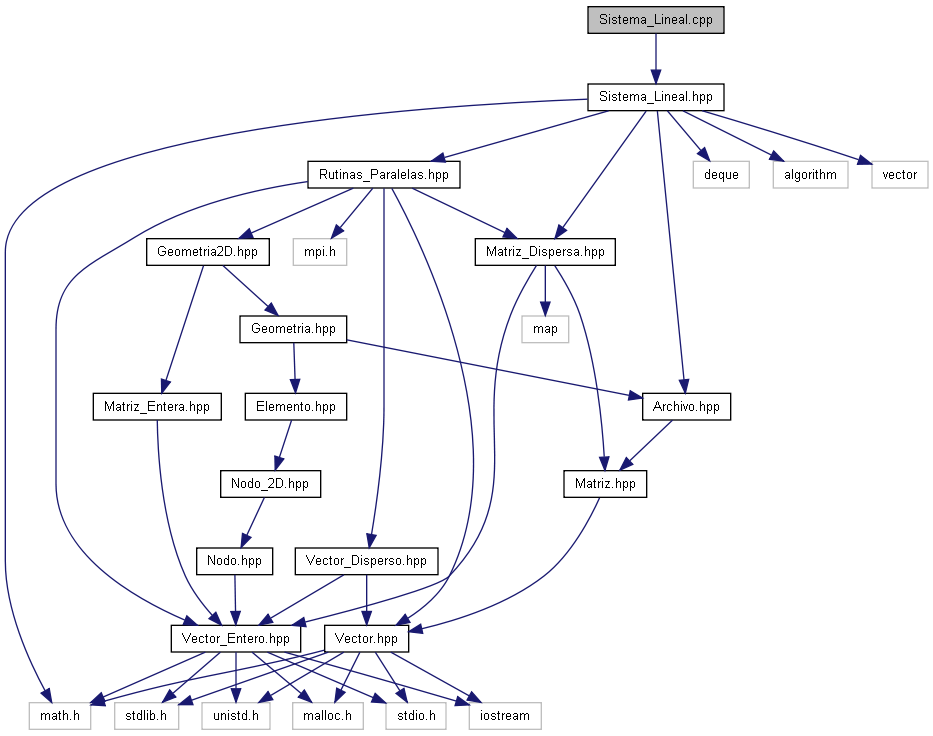 Sistema_Lineal.cpp
Sistema_Lineal.hpp
Rutinas_Paralelas.hpp
deque
algorithm
vector
Geometria2D.hpp
mpi.h
Matriz_Dispersa.hpp
Geometria.hpp
map
Matriz_Entera.hpp
Elemento.hpp
Archivo.hpp
Nodo_2D.hpp
Matriz.hpp
Nodo.hpp
Vector_Disperso.hpp
Vector_Entero.hpp
Vector.hpp
math.h
stdlib.h
unistd.h
malloc.h
stdio.h
iostream